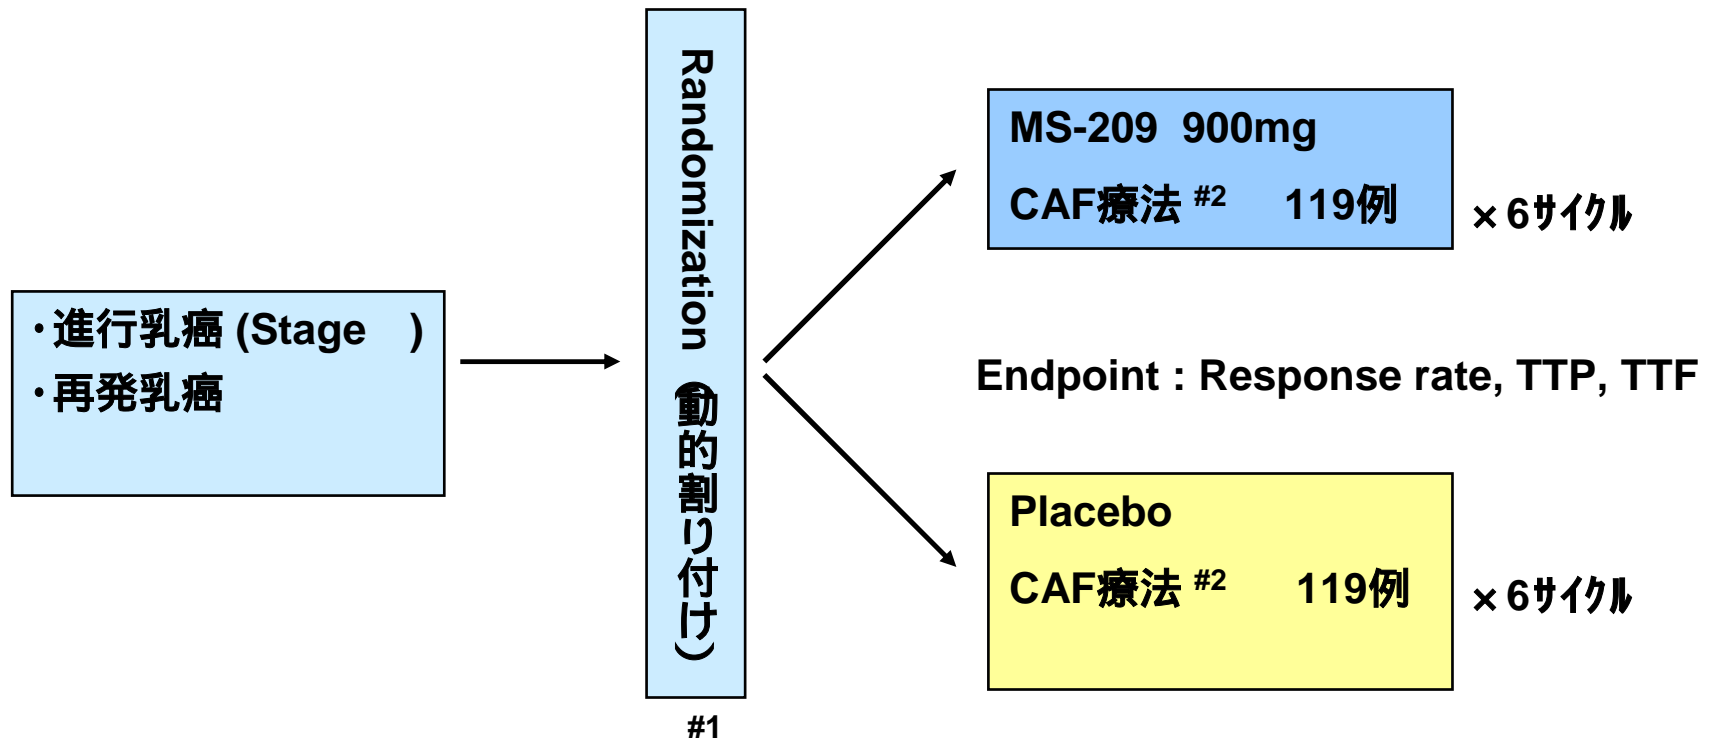 ・進行乳癌 (Stage　)
・再発乳癌
Randomization (動的割り付け)
#1
MS-209 900mg
CAF療法 #2 119例
×6ｻｲｸﾙ
Endpoint : Response rate, TTP, TTF
Placebo
CAF療法 #2 119例
×6ｻｲｸﾙ